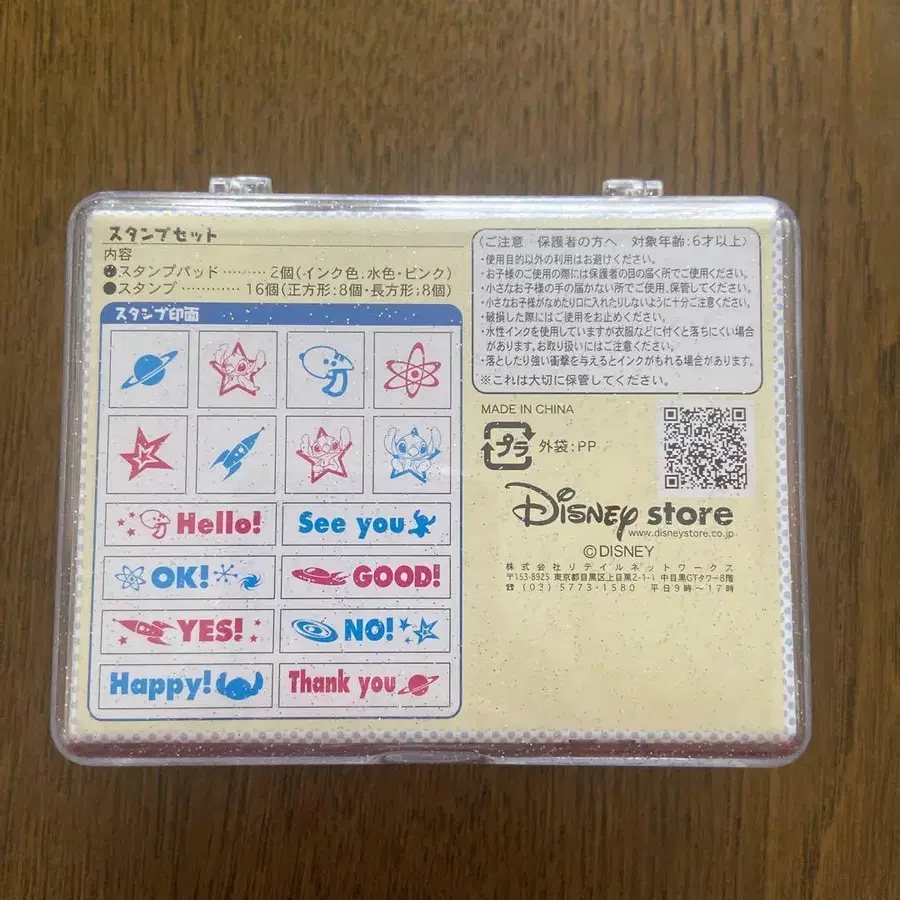 スタンプセット
内容
●スタンプパッド………2個(インク色:水色・ピンク)
●スタンプ…………16個(正方形;8個・長方形;8個)
スタンプ印面
Hello!
See you
OK!
GOOD!
YES!
NO!
Happy!
Thank you
〈ご注意 保護者の方へ 対象年齢:6才以上〉
・使用目的以外の利用はお避けください。
・お子様のご使用の際には保護者の目の届く所でご使用ください。
・小さなお子様の手の届かない所でご使用,保管してください。
・小さなお子様がなめたり口に入れたりしないように十分ご注意ください。
・破損した際にはご使用をお止めください。
・水性インクを使用していますが衣服などに付くと落ちにくい場合
があります。お取り扱いにはご注意ください。
・落としたり強い衝撃を与えるとインクがもれる場合があります。
※これは大切に保管してください。
MADE IN CHINA
プラ 外袋:PP
Disney store
www.disneystore.co.jp
©DISNEY
株式会社リテイルネットワークス
〒153-8925 東京都目黒区上目黒2-1-1 中目黒GTタワー8階
☎(03)5773-1580 平日9時〜17時